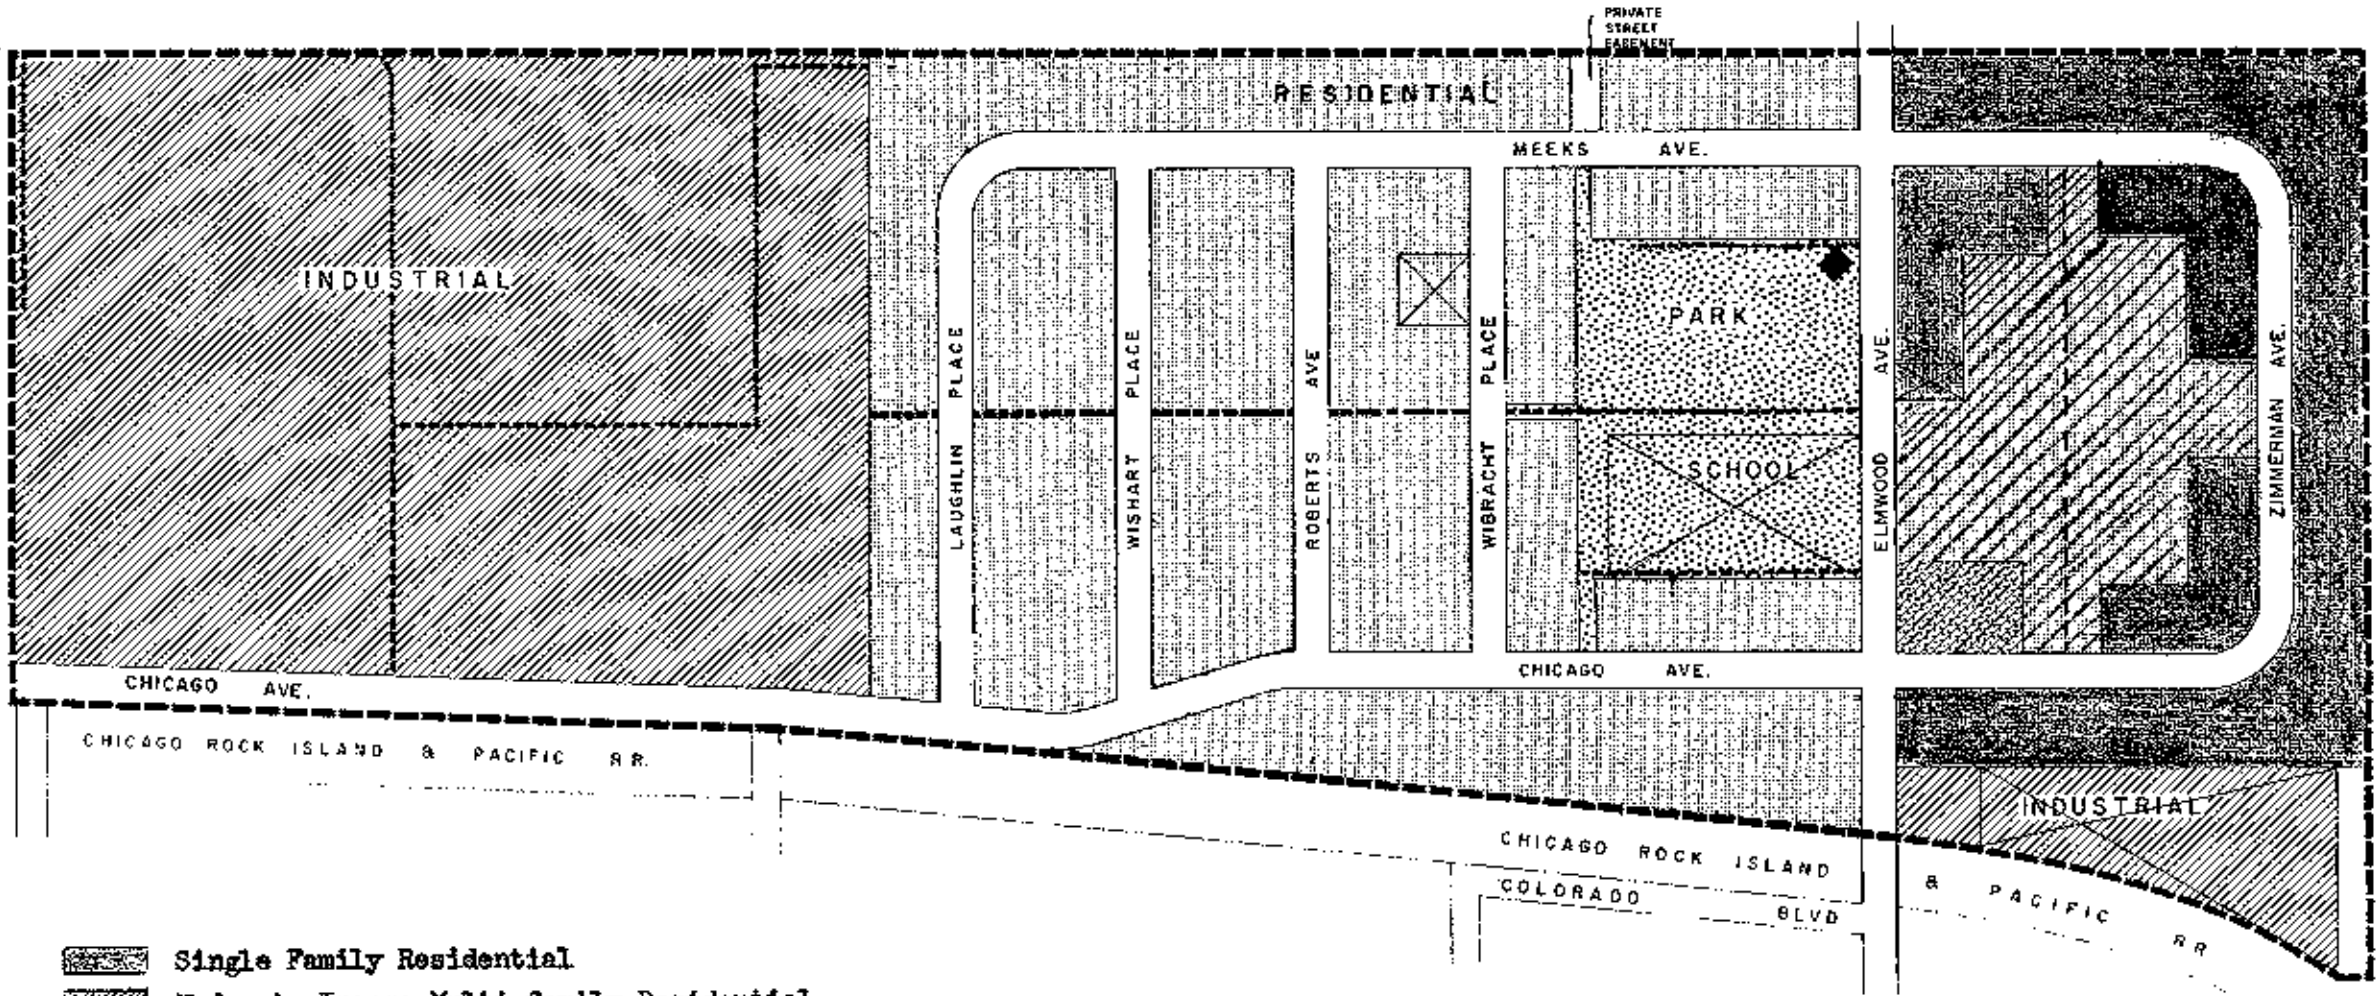 PRIVATE
STREET
EASEMENT
RESIDENTIAL
MEEKS AVE.
INDUSTRIAL
PARK
LAUGHLIN PLACE
WISHART PLACE
ROBERTS AVE
WIBRACHT PLACE
ELMWOOD AVE.
ZIMMERMAN AVE.
SCHOOL
CHICAGO AVE.
CHICAGO AVE.
CHICAGO ROCK ISLAND & PACIFIC RR.
INDUSTRIAL
CHICAGO ROCK ISLAND & PACIFIC RR
COLORADO BLVD
Single Family Residential
Residential